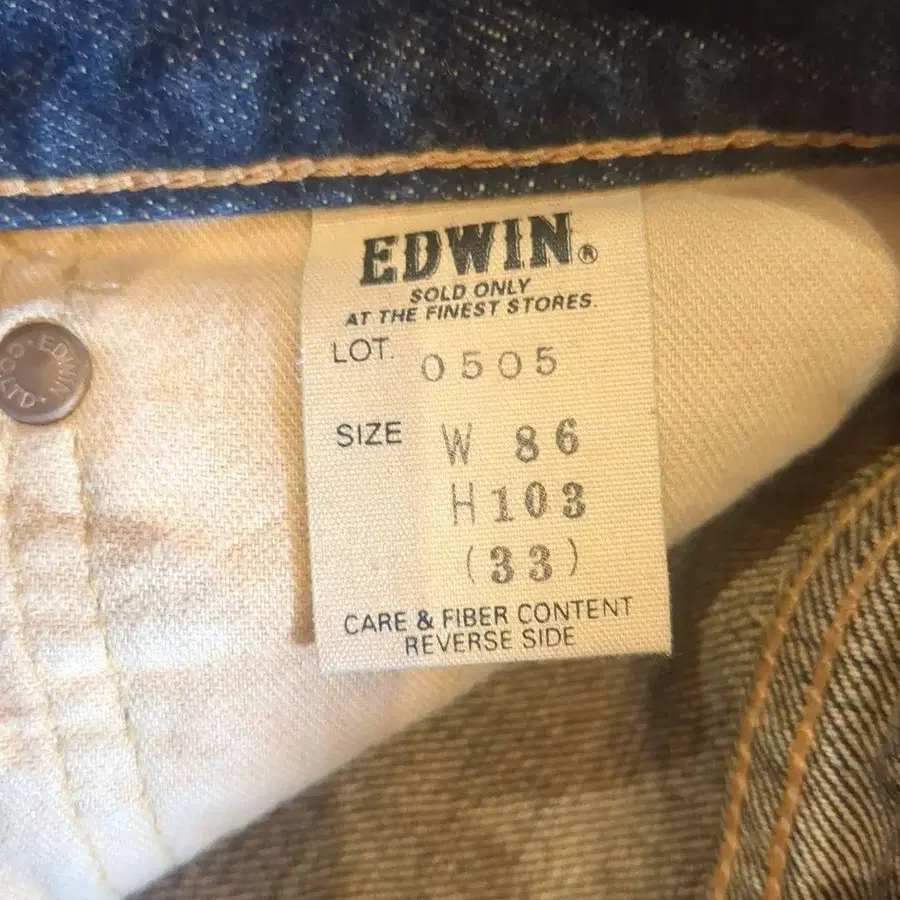 EDWIN®
SOLD ONLY
AT THE FINEST STORES.
LOT. 0505
SIZE W 86
H103
(33)
CARE & FIBER CONTENT
REVERSE SIDE
·EDWIN·
CO.LTD.